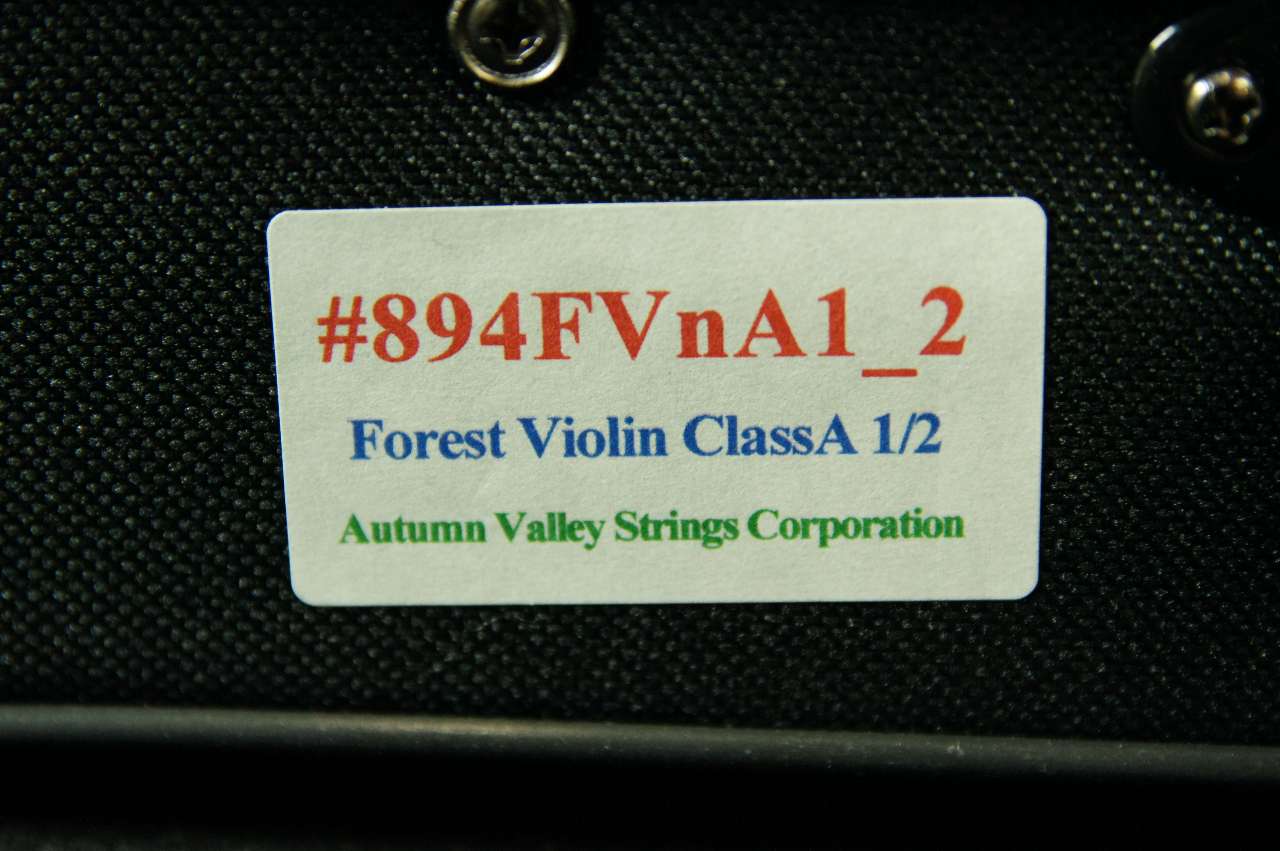 #894FVnA1_2
Forest Violin ClassA 1/2
Autumn Valley Strings Corporation